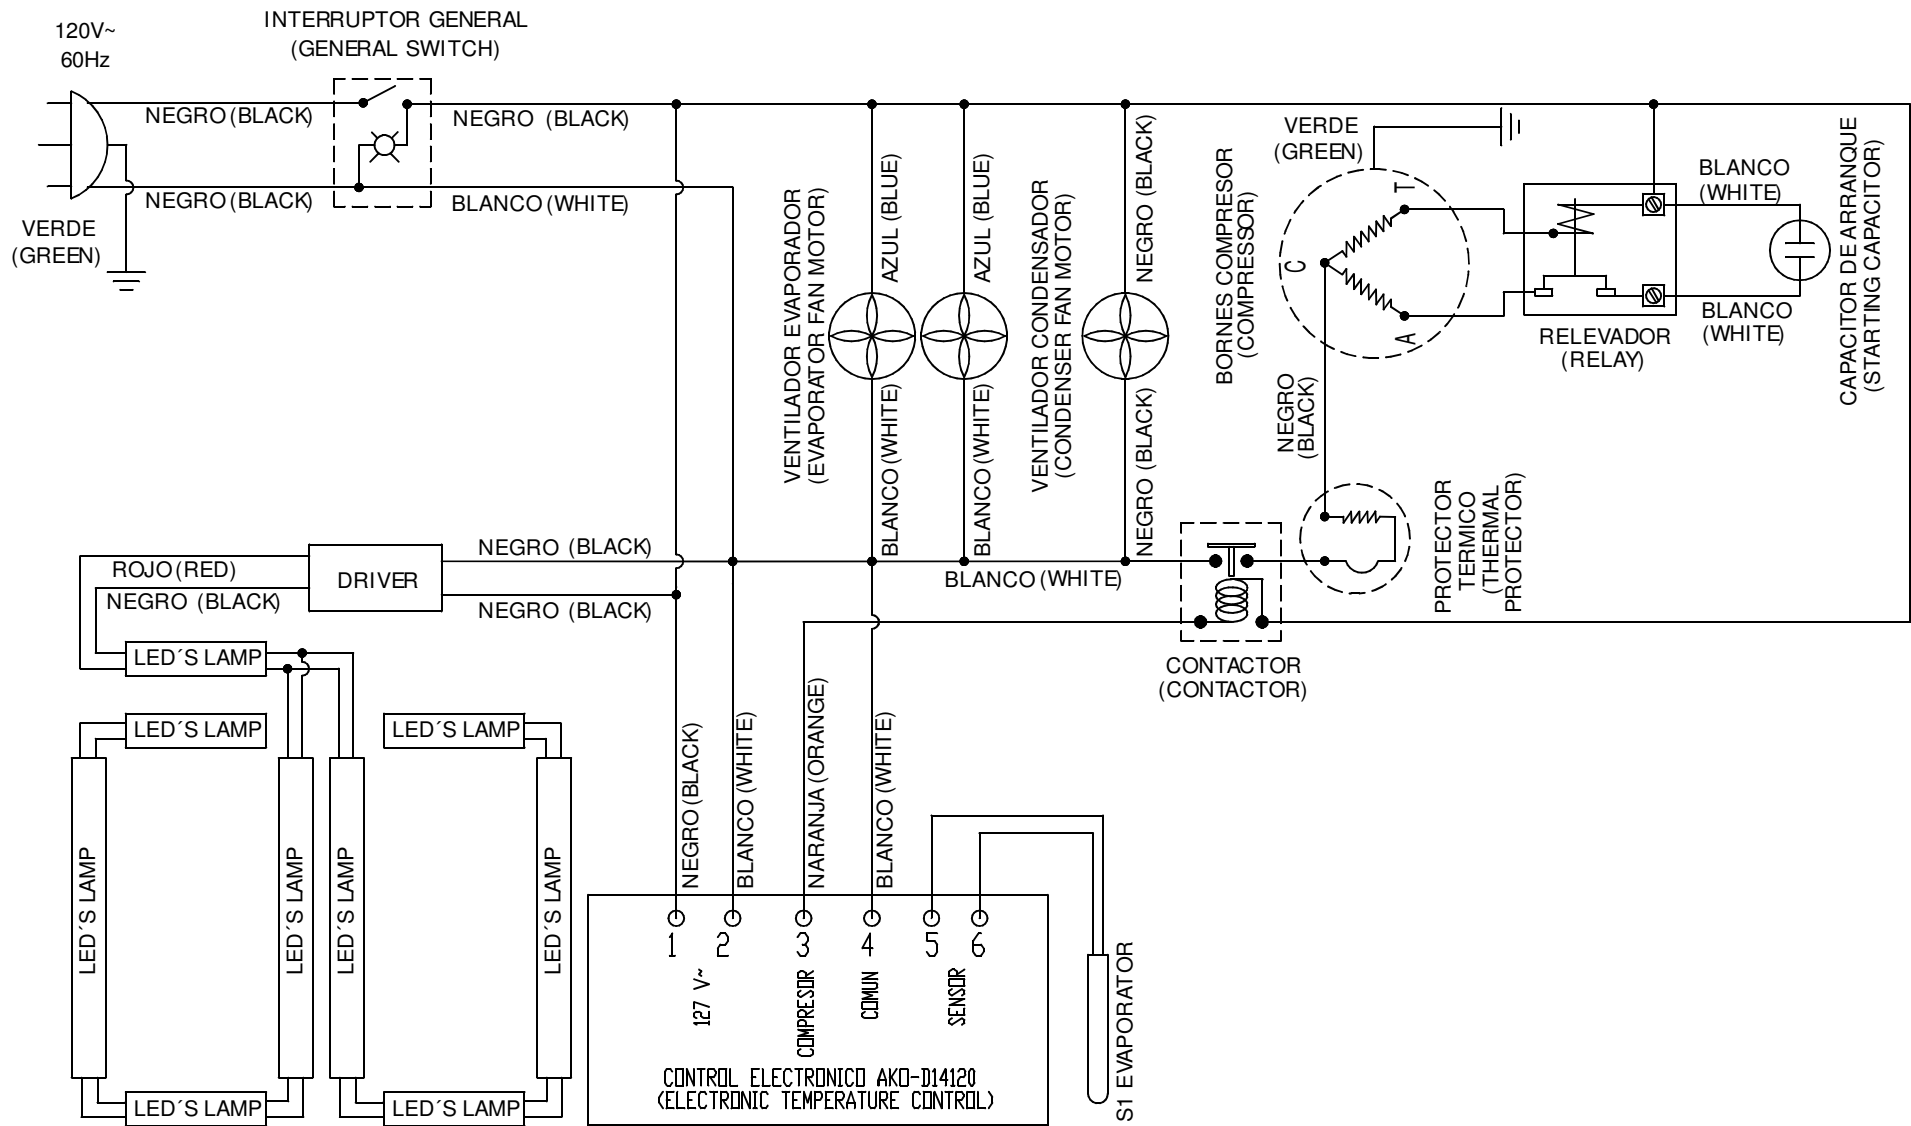 120V~
60Hz
INTERRUPTOR GENERAL
(GENERAL SWITCH)
NEGRO (BLACK)
NEGRO (BLACK)
NEGRO (BLACK)
BLANCO (WHITE)
VERDE
(GREEN)
VENTILADOR EVAPORADOR
(EVAPORATOR FAN MOTOR)
AZUL (BLUE)
BLANCO (WHITE)
AZUL (BLUE)
BLANCO (WHITE)
VENTILADOR CONDENSADOR
(CONDENSER FAN MOTOR)
NEGRO (BLACK)
NEGRO (BLACK)
BORNES COMPRESOR
(COMPRESSOR)
VERDE
(GREEN)
T
C
A
NEGRO
(BLACK)
RELEVADOR
(RELAY)
BLANCO
(WHITE)
BLANCO
(WHITE)
CAPACITOR DE ARRANQUE
(STARTING CAPACITOR)
PROTECTOR
TERMICO
(THERMAL
PROTECTOR)
BLANCO (WHITE)
CONTACTOR
(CONTACTOR)
ROJO (RED)
NEGRO (BLACK)
DRIVER
NEGRO (BLACK)
NEGRO (BLACK)
LED´S LAMP
LED´S LAMP
LED´S LAMP
LED´S LAMP
LED´S LAMP
LED´S LAMP
LED´S LAMP
LED´S LAMP
LED´S LAMP
NEGRO (BLACK)
BLANCO (WHITE)
NARANJA (ORANGE)
BLANCO (WHITE)
1
2
3
4
5
6
127 V~
COMPRESOR
COMUN
SENSOR
S1 EVAPORATOR
CONTROL ELECTRONICO AKO-D14120
(ELECTRONIC TEMPERATURE CONTROL)